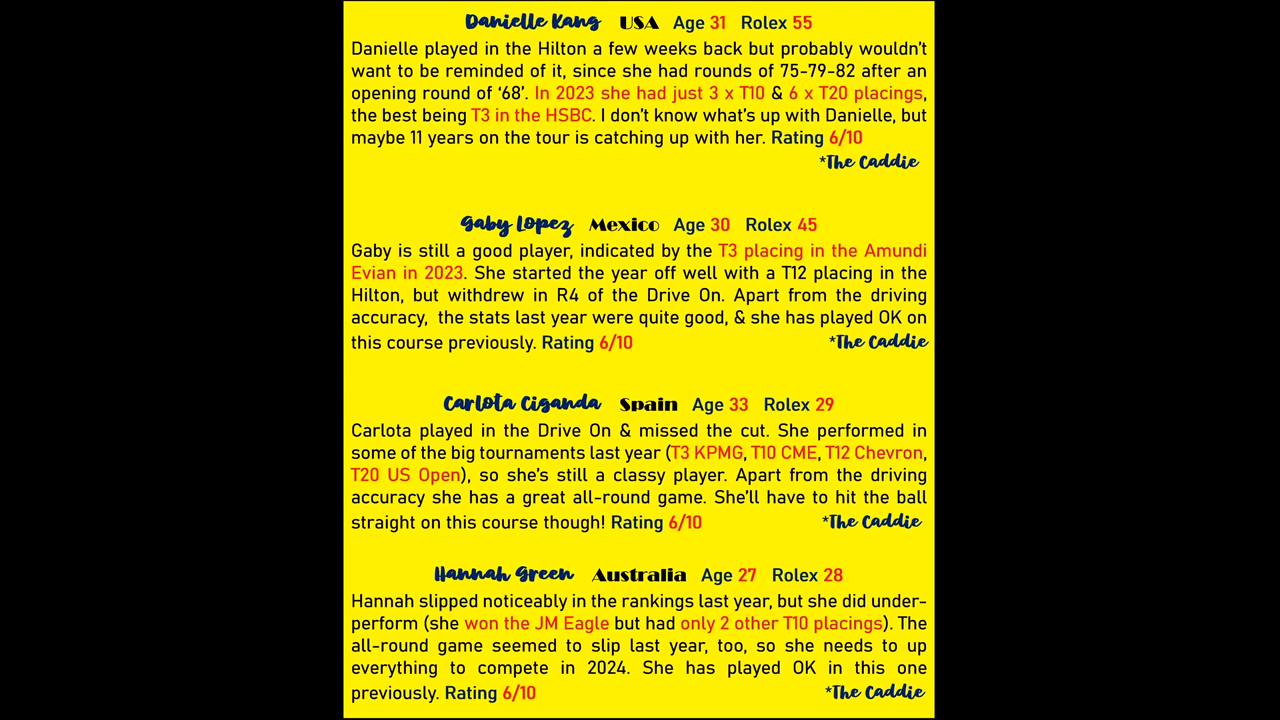 Danielle Kang USA Age 31 Rolex 55
Danielle played in the Hilton a few weeks back but probably wouldn't
want to be reminded of it, since she had rounds of 75-79-82 after an
opening round of '68'. In 2023 she had just 3 x T10 & 6 x T20 placings,
the best being T3 in the HSBC. I don't know what's up with Danielle, but
maybe 11 years on the tour is catching up with her. Rating 6/10
*The Caddie
Gaby Lopez Mexico Age 30 Rolex 45
Gaby is still a good player, indicated by the T3 placing in the Amundi
Evian in 2023. She started the year off well with a T12 placing in the
Hilton, but withdrew in R4 of the Drive On. Apart from the driving
accuracy, the stats last year were quite good, & she has played OK on
this course previously. Rating 6/10 *The Caddie
Carlota Ciganda Spain Age 33 Rolex 29
Carlota played in the Drive On & missed the cut. She performed in
some of the big tournaments last year (T3 KPMG, T10 CME, T12 Chevron,
T20 US Open), so she's still a classy player. Apart from the driving
accuracy she has a great all-round game. She'll have to hit the ball
straight on this course though! Rating 6/10 *The Caddie
Hannah Green Australia Age 27 Rolex 28
Hannah slipped noticeably in the rankings last year, but she did under-
perform (she won the JM Eagle but had only 2 other T10 placings). The
all-round game seemed to slip last year, too, so she needs to up
everything to compete in 2024. She has played OK in this one
previously. Rating 6/10 *The Caddie